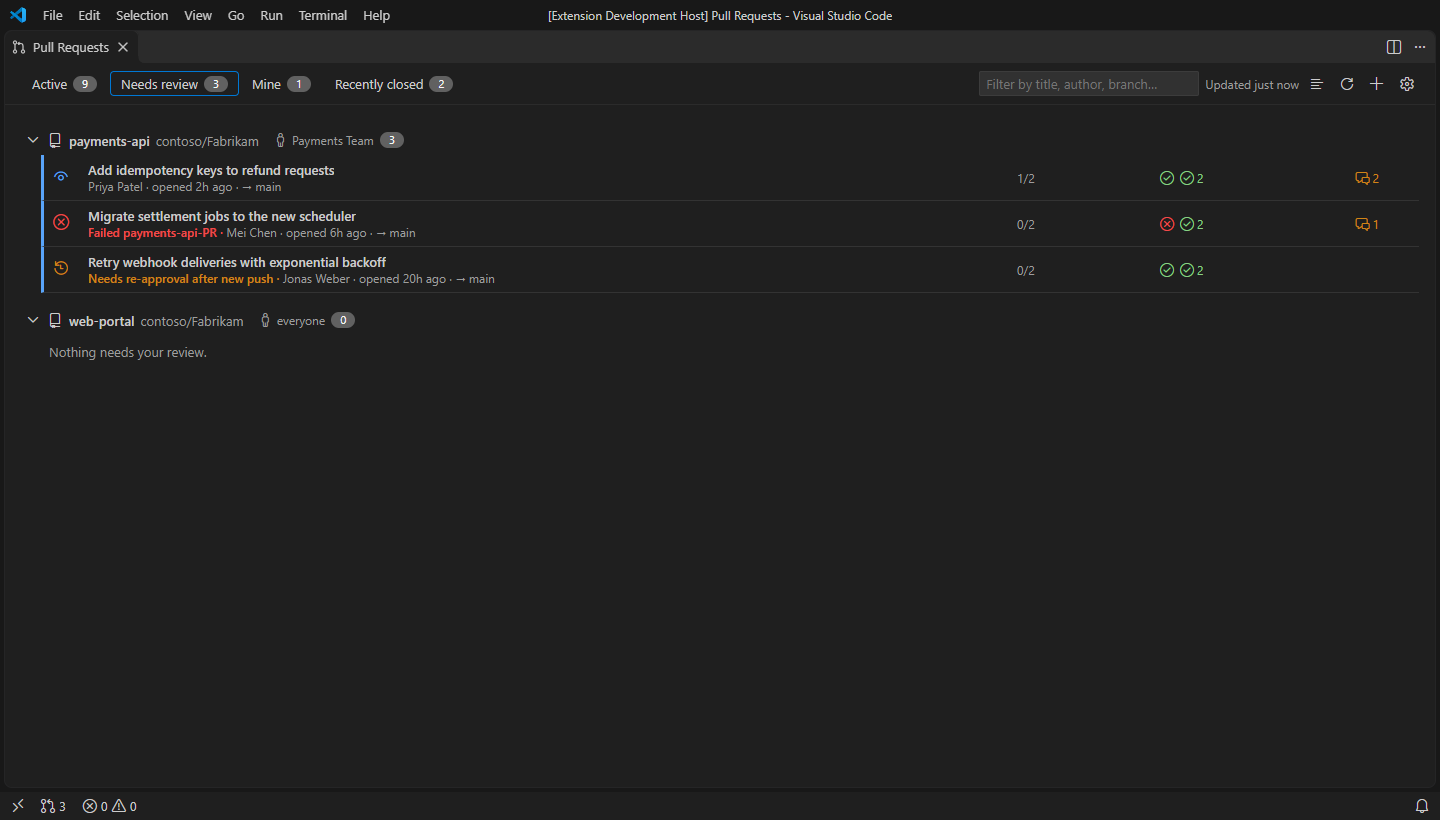 File Edit Selection View Go Run Terminal Help [Extension Development Host] Pull Requests - Visual Studio Code
Pull Requests
Active 9 Needs review 3 Mine 1 Recently closed 2 Filter by title, author, branch... Updated just now
payments-api contoso/Fabrikam Payments Team 3
Add idempotency keys to refund requests
Priya Patel · opened 2h ago · → main 1/2 2 2
Migrate settlement jobs to the new scheduler
Failed payments-api-PR · Mei Chen · opened 6h ago · → main 0/2 2 1
Retry webhook deliveries with exponential backoff
Needs re-approval after new push · Jonas Weber · opened 20h ago · → main 0/2 2
web-portal contoso/Fabrikam everyone 0
Nothing needs your review.
3 0 0